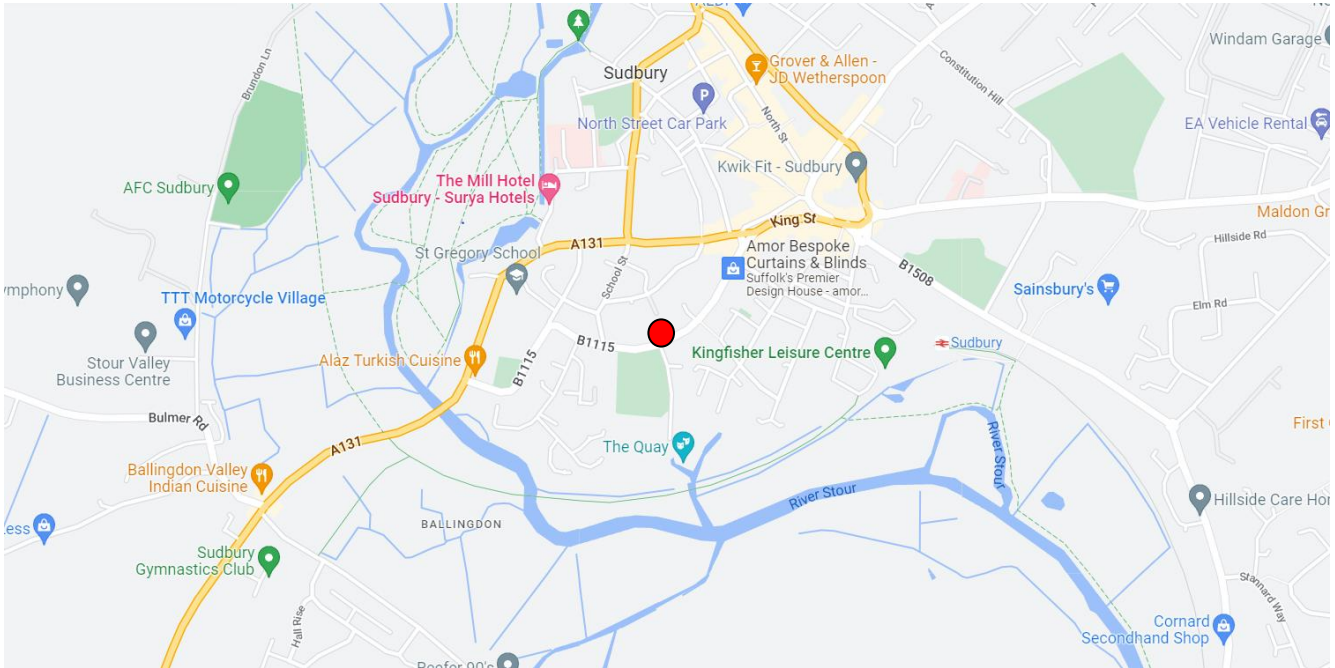 Windam Garage
Sudbury
Grover & Allen -
JD Wetherspoon
Constitution Hill
Brundon Ln
North Street Car Park
North St
EA Vehicle Rental
Kwik Fit - Sudbury
AFC Sudbury
The Mill Hotel
Sudbury - Surya Hotels
King St
Maldon Gr
Hillside Rd
A131
St Gregory School
Amor Bespoke
Curtains & Blinds
Suffolk's Premier
Design House - amor...
B1508
School St
ymphony
TTT Motorcycle Village
Sainsbury's
Elm Rd
Stour Valley
Business Centre
B1115
Sudbury
Kingfisher Leisure Centre
Alaz Turkish Cuisine
B1115
Bulmer Rd
First
A131
The Quay
River Stour
Ballingdon Valley
Indian Cuisine
River Stour
Hillside Care Hor
BALLINGDON
ess
Sudbury
Gymnastics Club
Stannard Way
Hall Rise
Cornard
Secondhand Shop